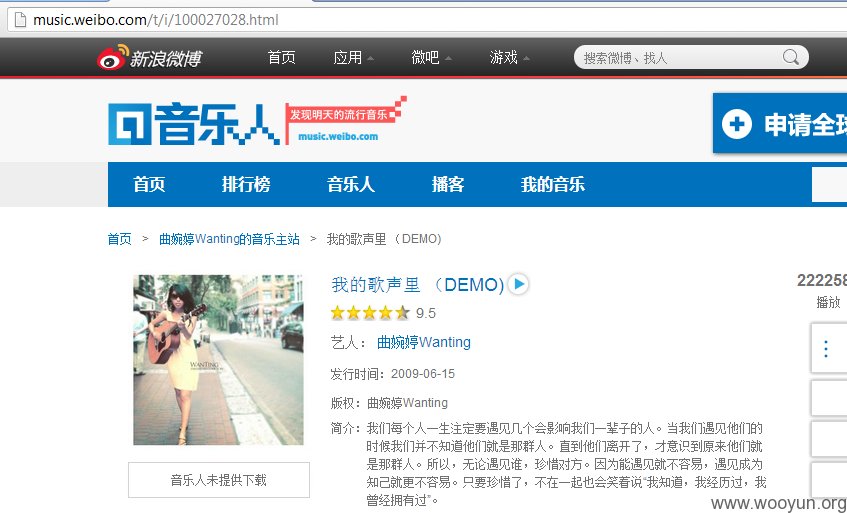 music.weibo.com/t/i/100027028.html
新浪微博 首页 应用 微吧 游戏 搜索微博、找人
音乐人 发现明天的流行音乐
music.weibo.com
申请全球
首页 排行榜 音乐人 播客 我的音乐
首页 > 曲婉婷Wanting的音乐主站 > 我的歌声里 （DEMO)
我的歌声里 （DEMO)
222258
播放
9.5
艺人： 曲婉婷Wanting
发行时间：2009-06-15
版权：曲婉婷Wanting
简介：我们每个人一生注定要遇见几个会影响我们一辈子的人。当我们遇见他们的
时候我们并不知道他们就是那群人。直到他们离开了，才意识到原来他们就
是那群人。所以，无论遇见谁，珍惜对方。因为能遇见就不容易，遇见成为
知己就更不容易。只要珍惜了，不在一起也会笑着说“我知道，我经历过，我
曾经拥有过”。
WANTING
音乐人未提供下载
www.wooyun.org